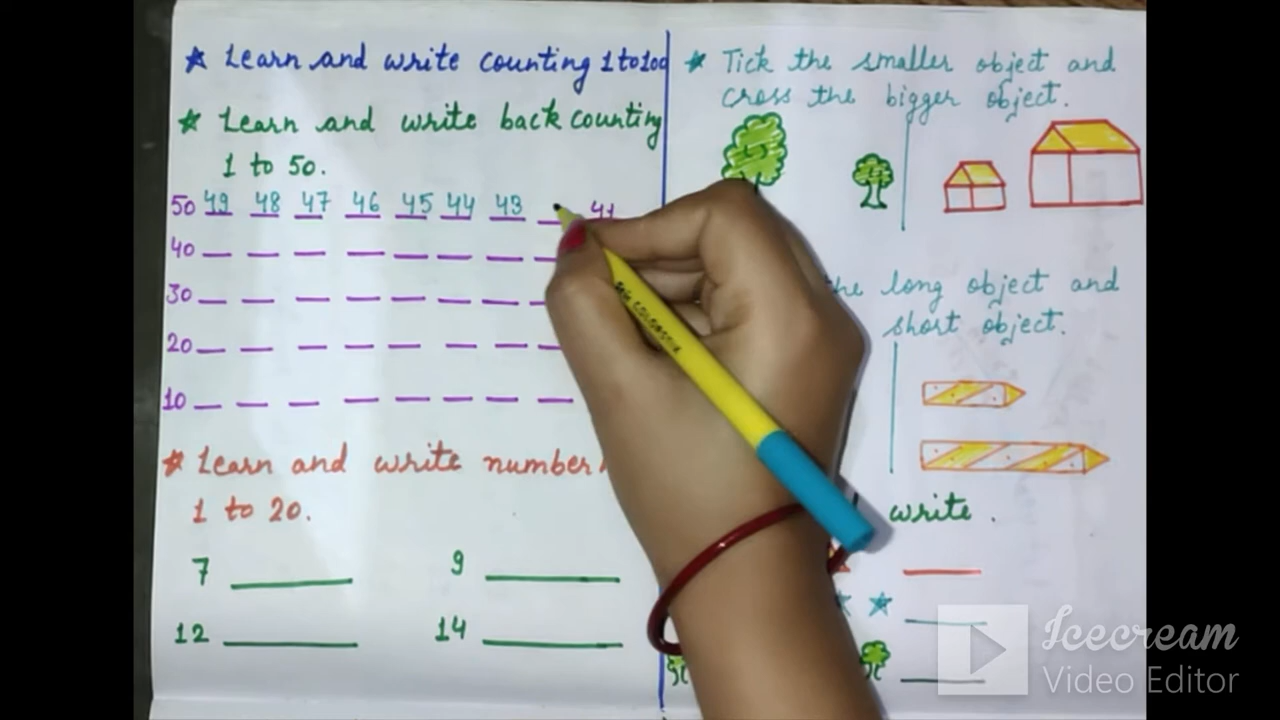 ★ Learn and write counting 1 to 100
★ Learn and write back counting
1 to 50.
50 49 48 47 46 45 44 43 41
40
30
20
10
★ Learn and write number
1 to 20.
7 9
12 14
★ Tick the smaller object and
cross the bigger object.
the long object and
short object.
write.
Icecream
Video Editor